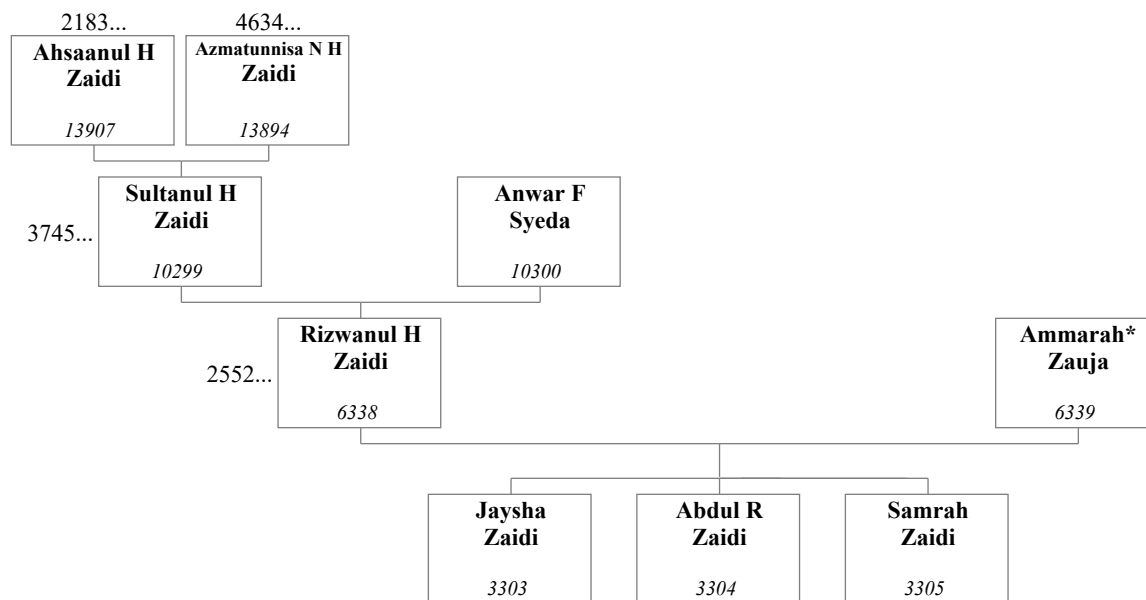 2183...
4634...
Ahsaanul H
Zaidi
13907
Azmatunnisa N H
Zaidi
13894
3745...
Sultanul H
Zaidi
10299
Anwar F
Syeda
10300
2552...
Rizwanul H
Zaidi
6338
Ammarah*
Zauja
6339
Jaysha
Zaidi
3303
Abdul R
Zaidi
3304
Samrah
Zaidi
3305